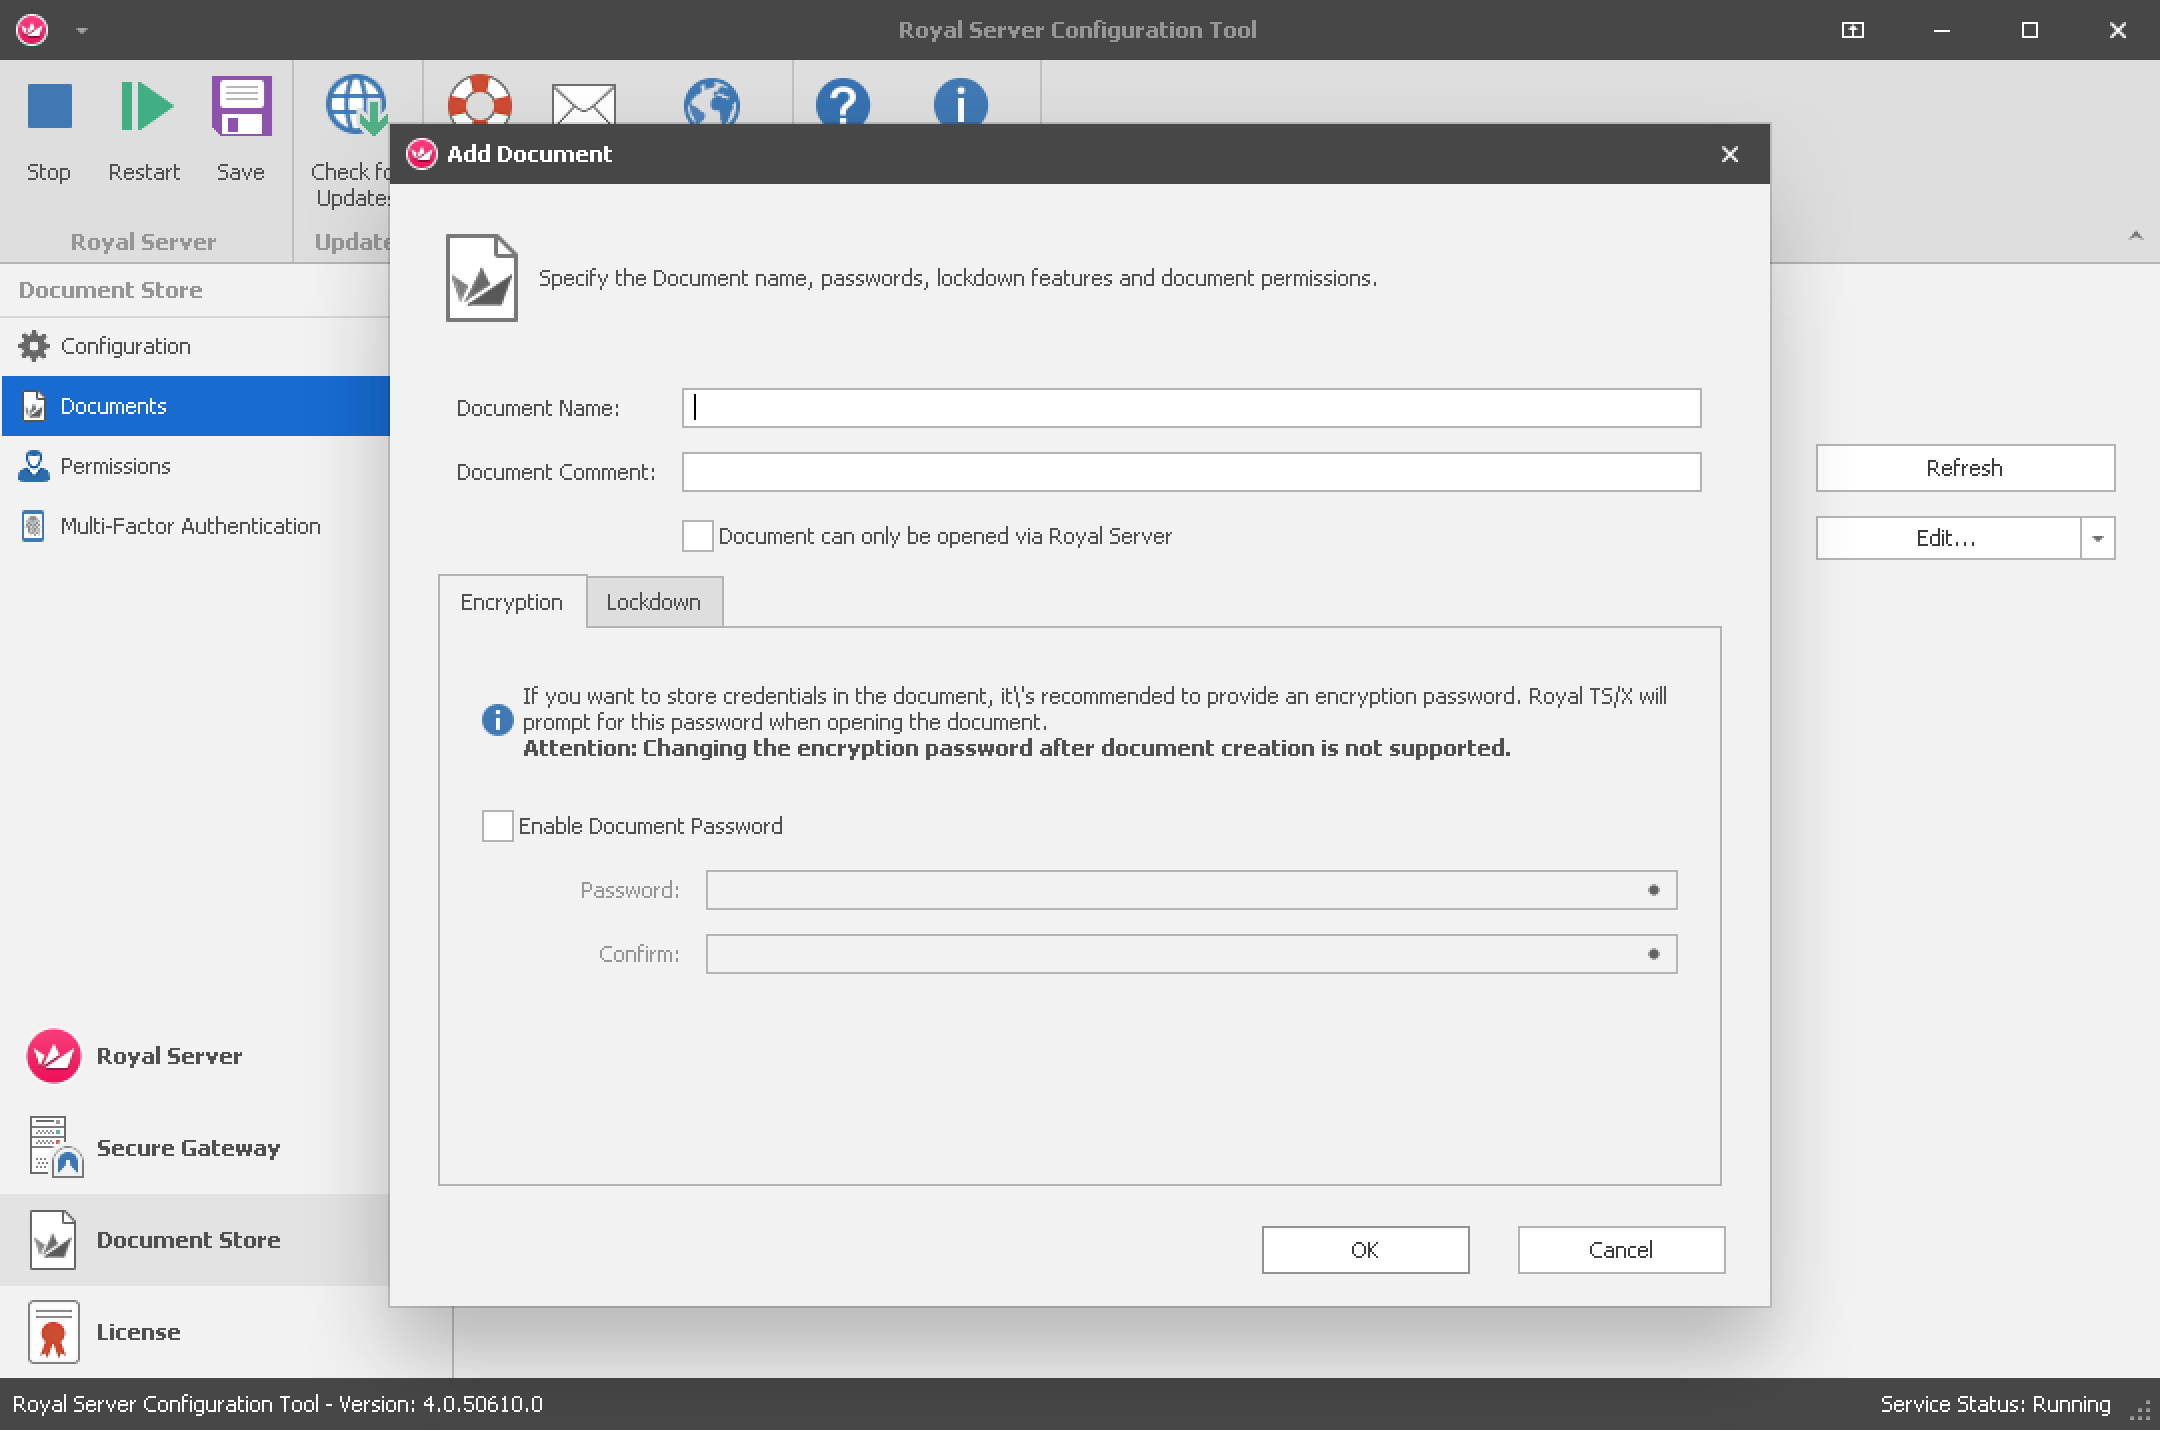 Royal Server Configuration Tool
Stop
Restart
Save
Check
Royal Server
Add Document
Specify the Document name, passwords, lockdown features and document permissions.
Document Store
Configuration
Documents
Permissions
Multi-Factor Authentication
Document Name:
Document Comment:
Document can only be opened via Royal Server
Refresh
Edit...
Encryption
Lockdown
If you want to store credentials in the document, it\'s recommended to provide an encryption password. Royal TS/X will
prompt for this password when opening the document.
Attention: Changing the encryption password after document creation is not supported.
Enable Document Password
Password:
Confirm:
Royal Server
Secure Gateway
Document Store
License
OK
Cancel
Royal Server Configuration Tool - Version: 4.0.50610.0
Service Status: Running